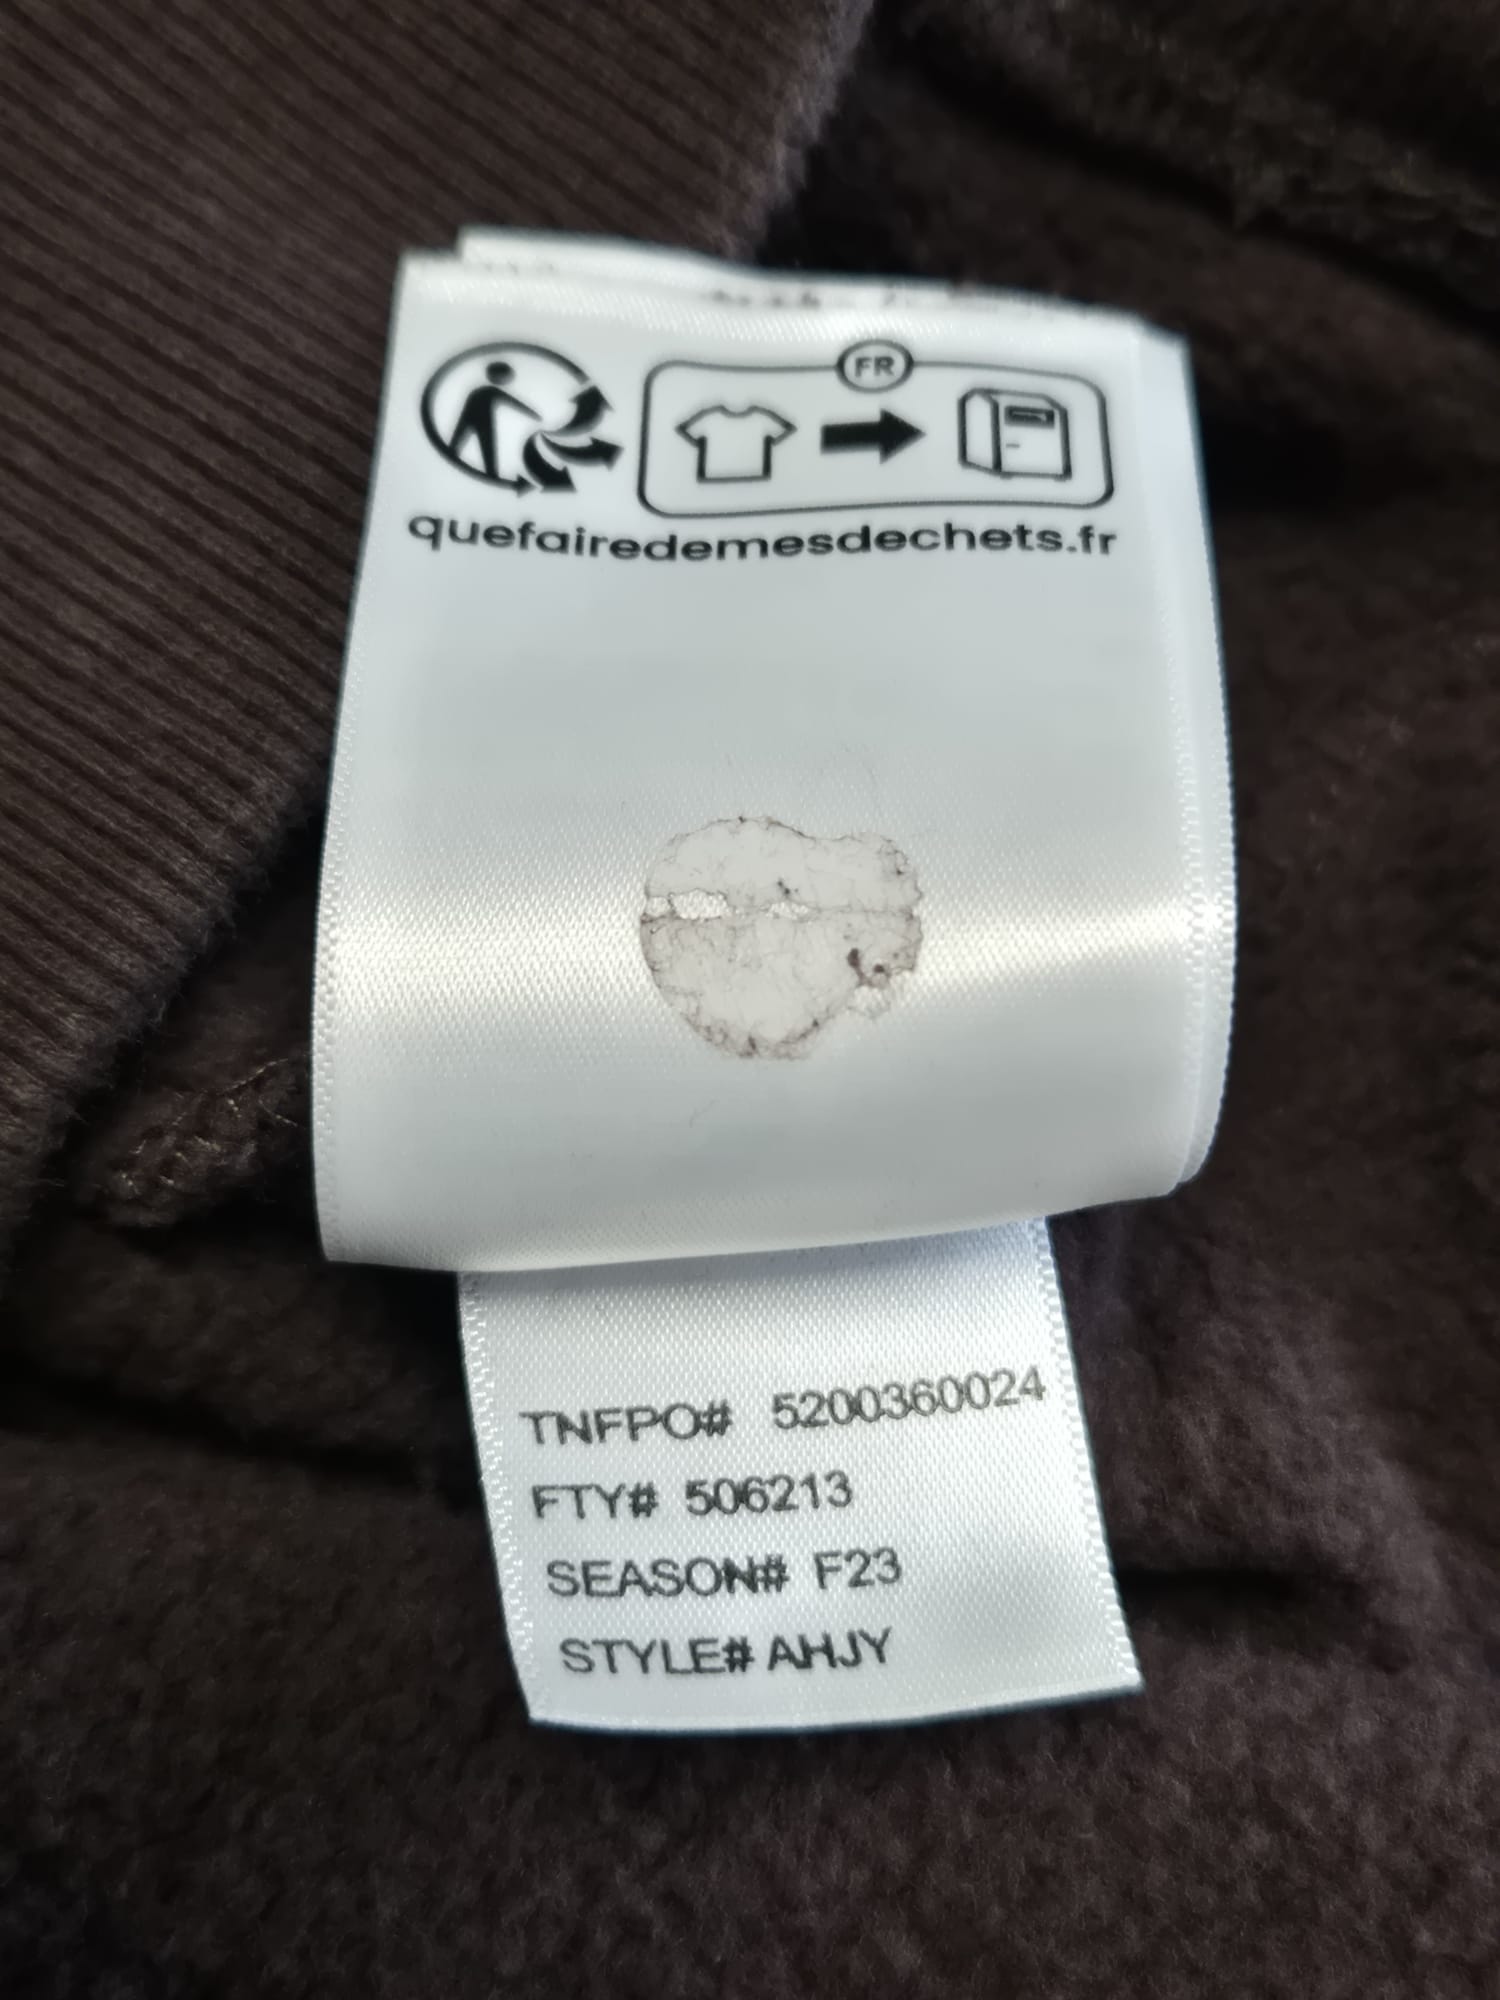 FR
quefairedemesdechets.fr
TNFPO# 5200360024
FTY# 506213
SEASON# F23
STYLE# AHJY